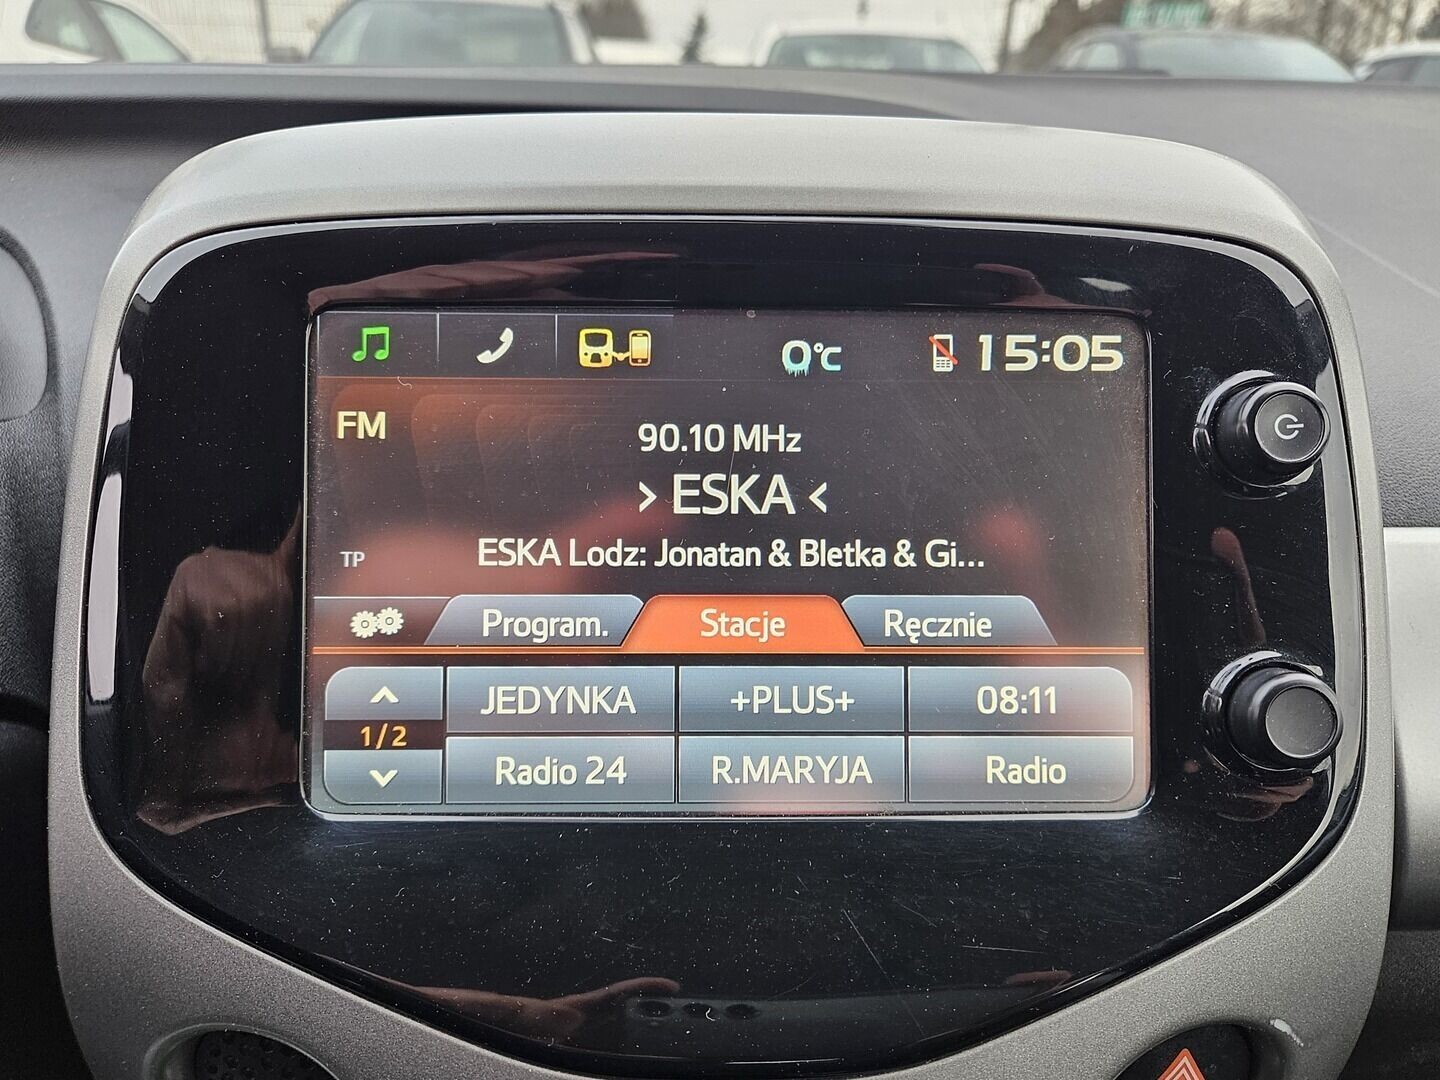 0°C
15:05
FM
90.10 MHz
> ESKA <
TP
ESKA Lodz: Jonatan & Bletka & Gi...
Program.
Stacje
Ręcznie
JEDYNKA
+PLUS+
08:11
1/2
Radio 24
R.MARYJA
Radio